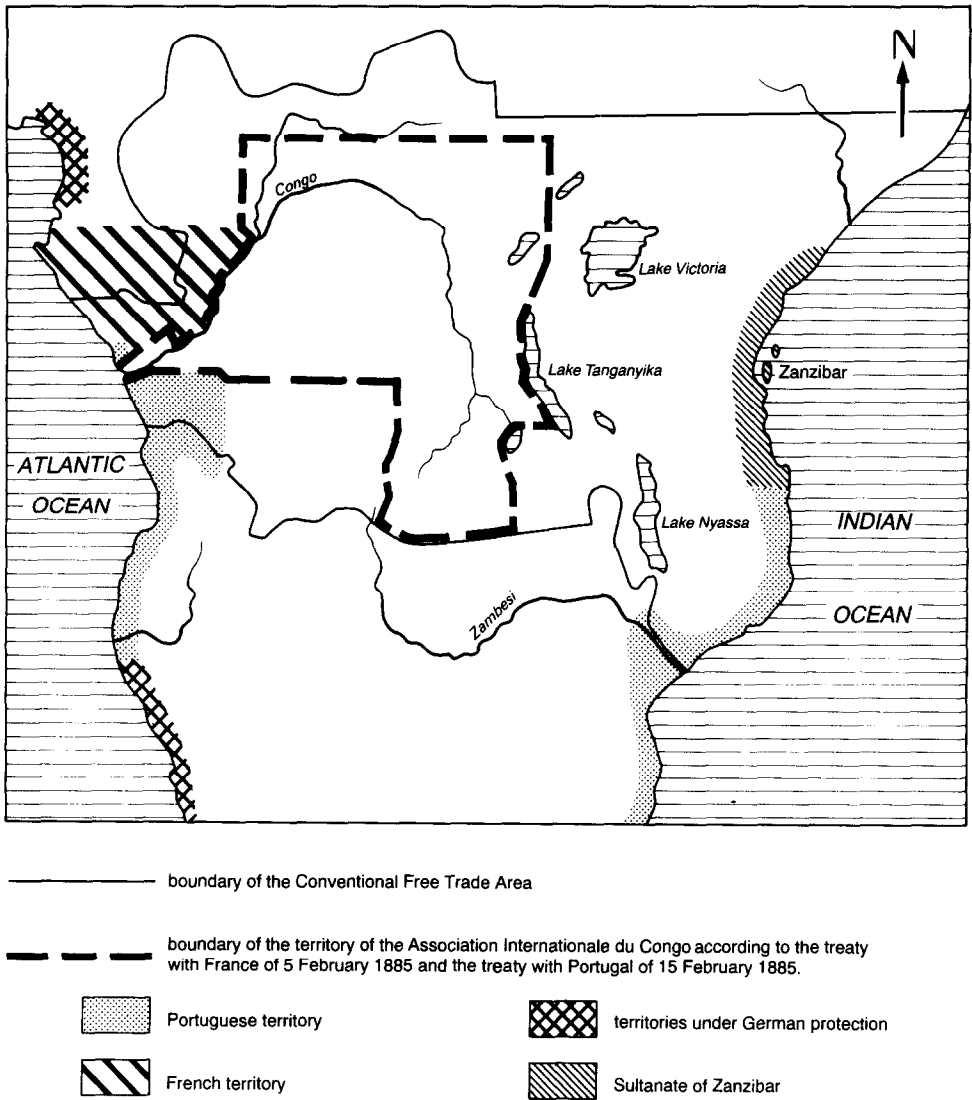 N
Congo
Lake Victoria
Lake Tanganyika
Zanzibar
ATLANTIC
OCEAN
Lake Nyassa
INDIAN
OCEAN
Zambesi
boundary of the Conventional Free Trade Area
boundary of the territory of the Association Internationale du Congo according to the treaty
with France of 5 February 1885 and the treaty with Portugal of 15 February 1885.
Portuguese territory
territories under German protection
French territory
Sultanate of Zanzibar